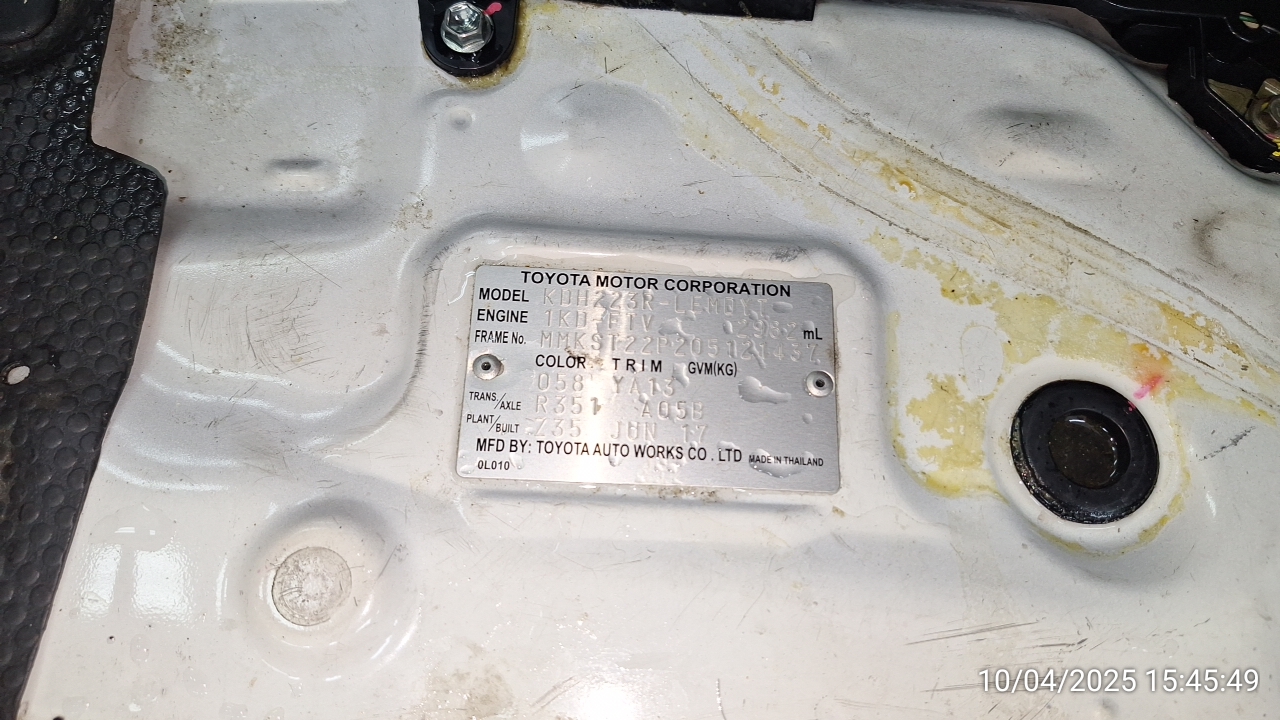 TOYOTA MOTOR CORPORATION
MODEL KDH223R-LEMDYT
ENGINE 1KD-FTV 2982 mL
FRAME No.
COLOR TRIM GVM(KG)
058 YA13
TRANS./AXLE R351 A05B
PLANT/BUILT Z35 JUN 17
MFD BY: TOYOTA AUTO WORKS CO. LTD MADE IN THAILAND
0L010
10/04/2025 15:45:49